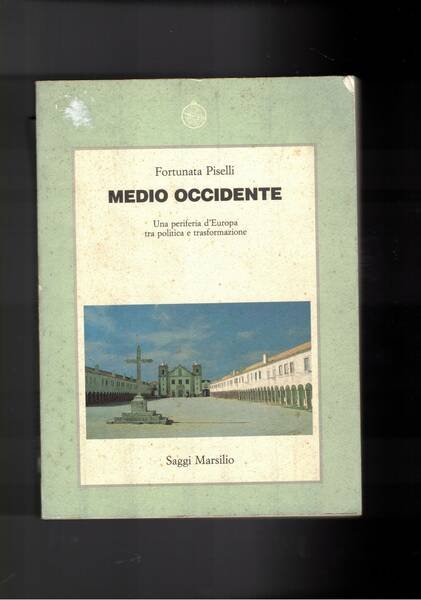 Fortunata Piselli
MEDIO OCCIDENTE
Una periferia d'Europa
tra politica e trasformazione
Saggi Marsilio